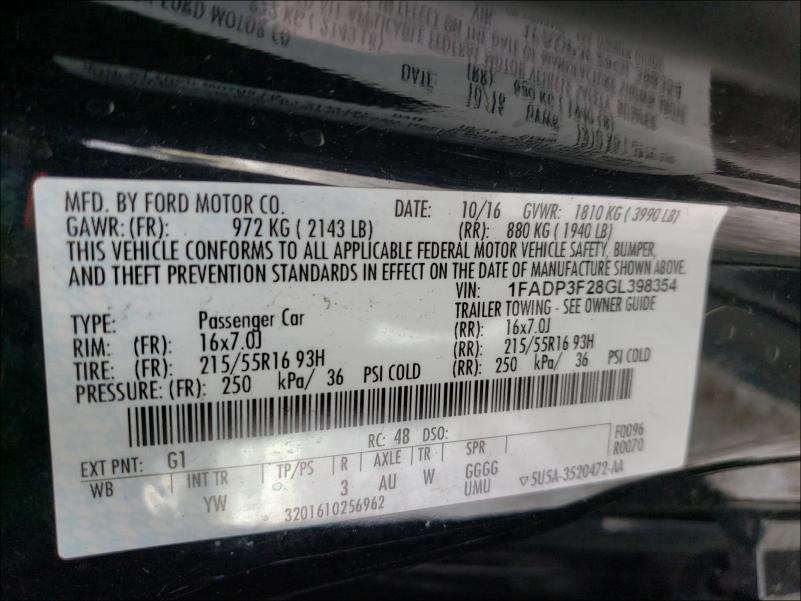 MFD. BY FORD MOTOR CO. DATE: 10/16 GVWR: 1810 KG ( 3990 LB)
GAWR: (FR): 972 KG ( 2143 LB) (RR): 880 KG ( 1940 LB)
THIS VEHICLE CONFORMS TO ALL APPLICABLE FEDERAL MOTOR VEHICLE SAFETY, BUMPER,
AND THEFT PREVENTION STANDARDS IN EFFECT ON THE DATE OF MANUFACTURE SHOWN ABOVE.
VIN: 1FADP3F28GL398354
TRAILER TOWING - SEE OWNER GUIDE
TYPE: Passenger Car
RIM: (FR): 16x7.0J (RR): 16x7.0J
TIRE: (FR): 215/55R16 93H (RR): 215/55R16 93H
PRESSURE: (FR): 250 kPa/ 36 PSI COLD (RR): 250 kPa/ 36 PSI COLD
RC: 48 DSO: F0096
R0070
EXT PNT: G1
WB INT TR TP/PS R AXLE TR SPR
YW 3 AU W GGGG
UMU
3201610256962 5U5A-3520472-AA